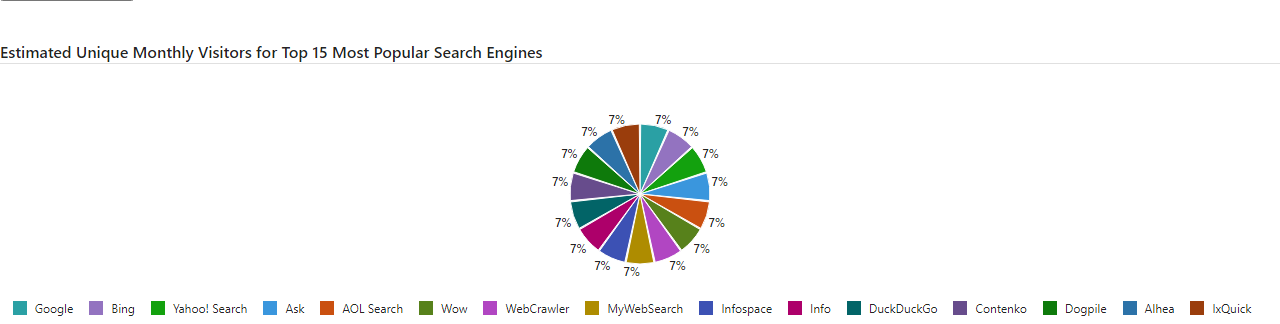 Estimated Unique Monthly Visitors for Top 15 Most Popular Search Engines
7% 7%
7% 7%
7% 7%
7% 7%
7% 7%
7% 7%
7% 7% 7%
Google Bing Yahoo! Search Ask AOL Search Wow WebCrawler MyWebSearch Infospace Info DuckDuckGo Contenko Dogpile Alhea IxQuick